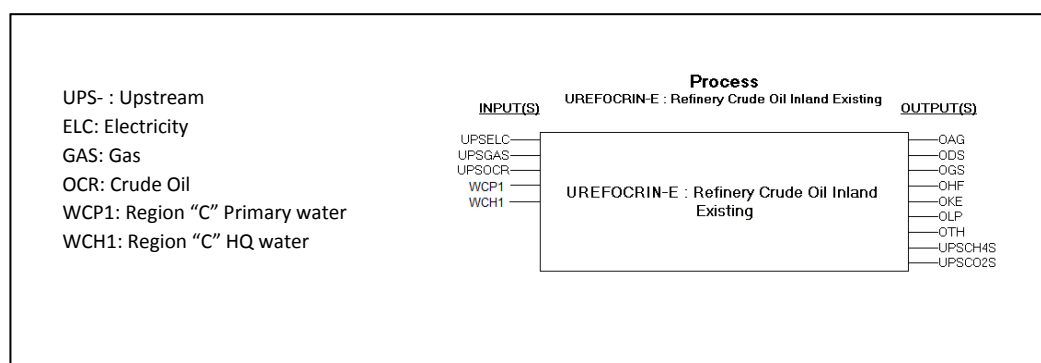 UPS- : Upstream
ELC: Electricity
GAS: Gas
OCR: Crude Oil
WCP1: Region “C” Primary water
WCH1: Region “C” HQ water
Process
UREFOCRIN-E : Refinery Crude Oil Inland Existing
INPUT(S)
OUTPUT(S)
UPSELC
UPSGAS
UPSOCR
WCP1
WCH1
UREFOCRIN-E : Refinery Crude Oil Inland
Existing
OAG
ODS
OGS
OHF
OKE
OLP
OTH
UPSCH4S
UPSCO2S